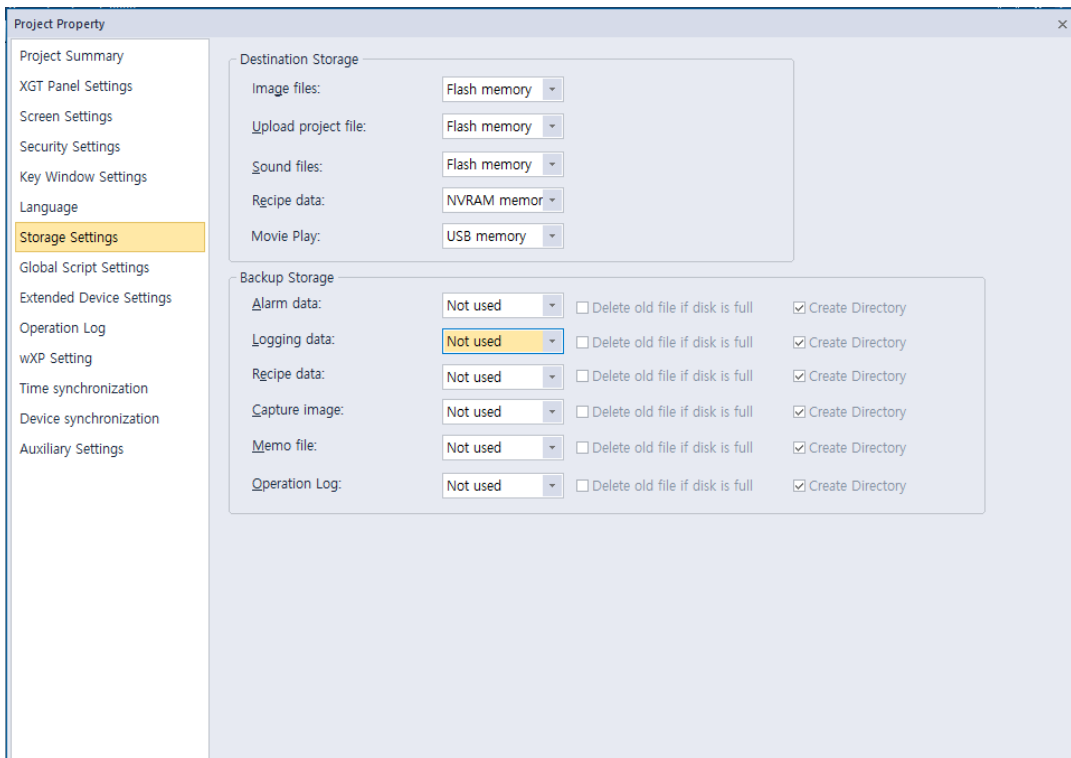 Project Property
Project Summary
XGT Panel Settings
Screen Settings
Security Settings
Key Window Settings
Language
Storage Settings
Global Script Settings
Extended Device Settings
Operation Log
wXP Setting
Time synchronization
Device synchronization
Auxiliary Settings
Destination Storage
Image files: Flash memory
Upload project file: Flash memory
Sound files: Flash memory
Recipe data: NVRAM memor
Movie Play: USB memory
Backup Storage
Alarm data: Not used Delete old file if disk is full Create Directory
Logging data: Not used Delete old file if disk is full Create Directory
Recipe data: Not used Delete old file if disk is full Create Directory
Capture image: Not used Delete old file if disk is full Create Directory
Memo file: Not used Delete old file if disk is full Create Directory
Operation Log: Not used Delete old file if disk is full Create Directory